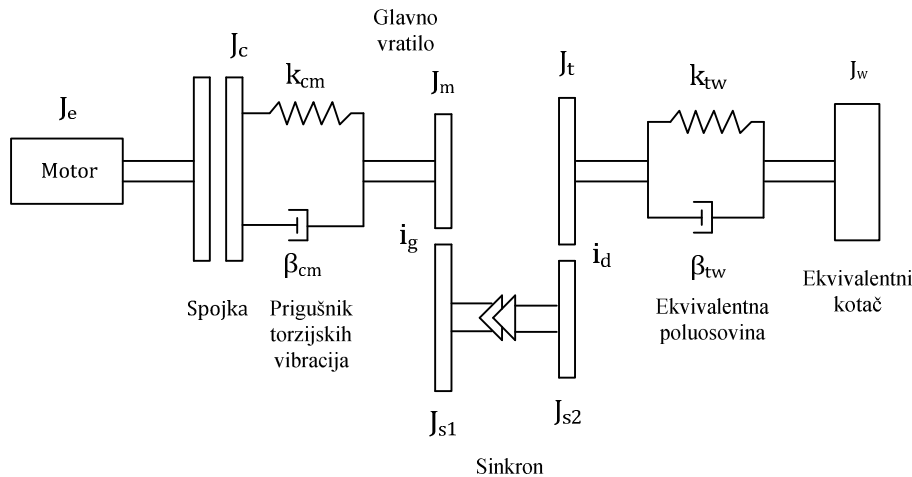 Glavno
vratilo
J_c
k_cm
J_m
J_t
k_tw
J_w
J_e
Motor
i_g
i_d
β_cm
β_tw
Spojka
Prigušnik
torzijskih
vibracija
Ekvivalentna
poluosovina
Ekvivalentni
kotač
J_s1
J_s2
Sinkron